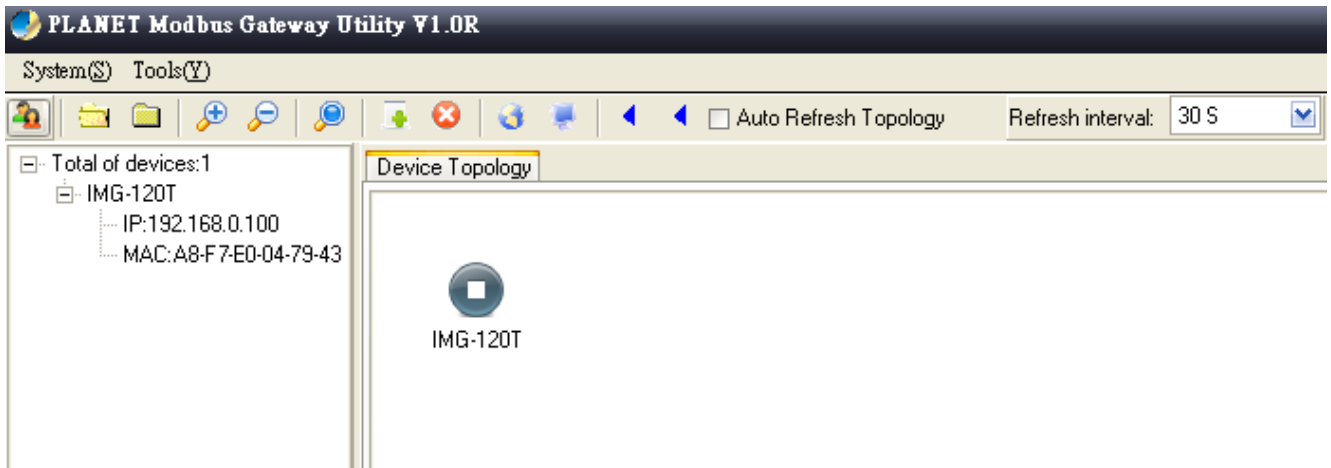 PLANET Modbus Gateway Utility V1.0R
System(S) Tools(Y)
Auto Refresh Topology Refresh interval: 30 S
Total of devices:1
IMG-120T
IP:192.168.0.100
MAC:A8-F7-E0-04-79-43
Device Topology
IMG-120T